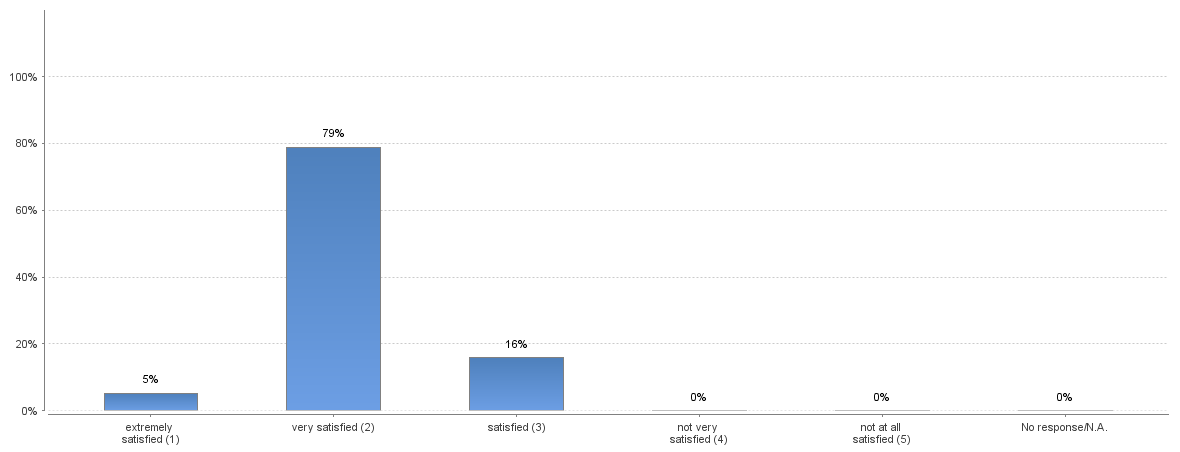 100%
80%
60%
40%
20%
0%
5%
79%
16%
0%
0%
0%
extremely
satisfied (1)
very satisfied (2)
satisfied (3)
not very
satisfied (4)
not at all
satisfied (5)
No response/N.A.